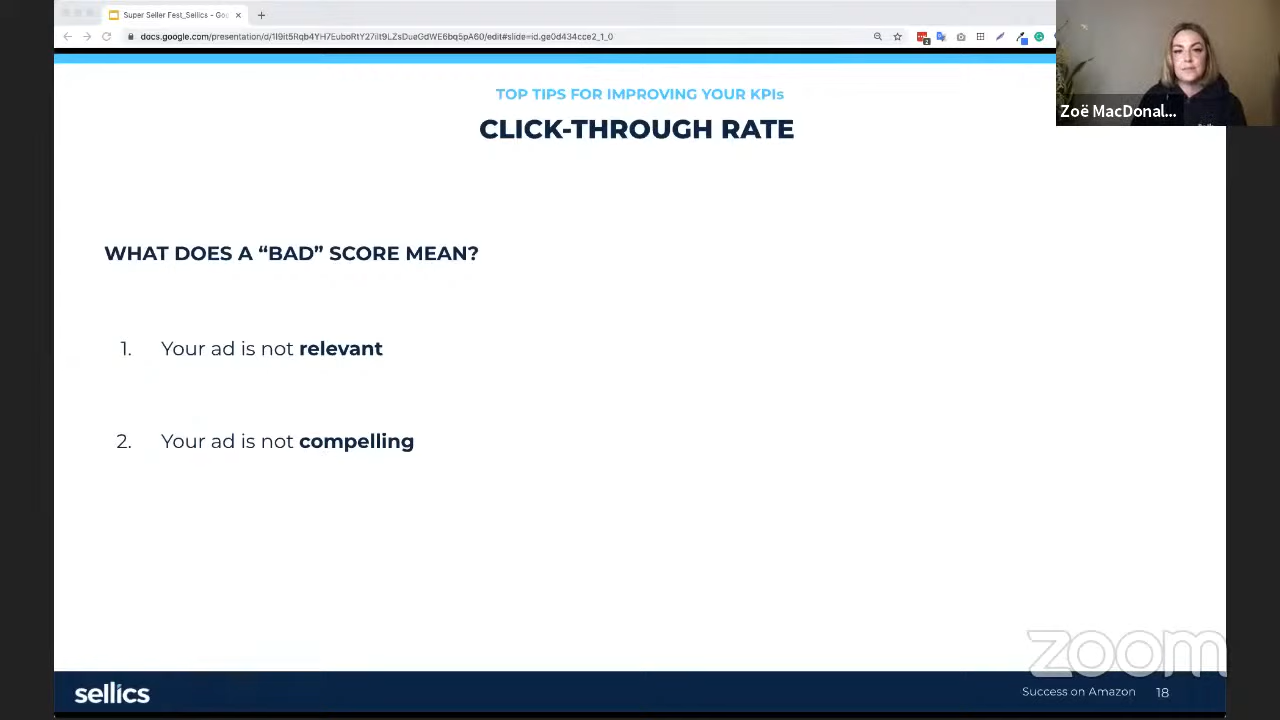 Super Seller Fest_Sellics - Goo
docs.google.com/presentation/d/1I9it5Rqb4YH7EuboRtY27iIt9LZsDueGdWE6bq5pA60/edit#slide=id.ge0d434cce2_1_0
Zoë MacDonal...
TOP TIPS FOR IMPROVING YOUR KPIs
CLICK-THROUGH RATE
WHAT DOES A “BAD” SCORE MEAN?
1. Your ad is not relevant
2. Your ad is not compelling
zoom
sellics
Success on Amazon 18